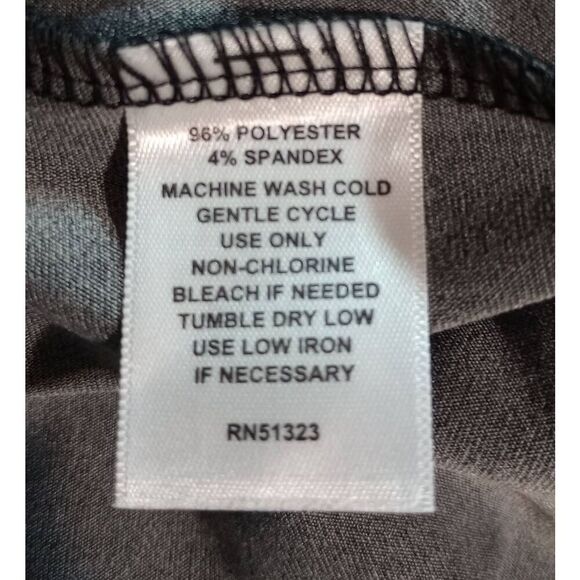 96% POLYESTER
4% SPANDEX
MACHINE WASH COLD
GENTLE CYCLE
USE ONLY
NON-CHLORINE
BLEACH IF NEEDED
TUMBLE DRY LOW
USE LOW IRON
IF NECESSARY
RN51323